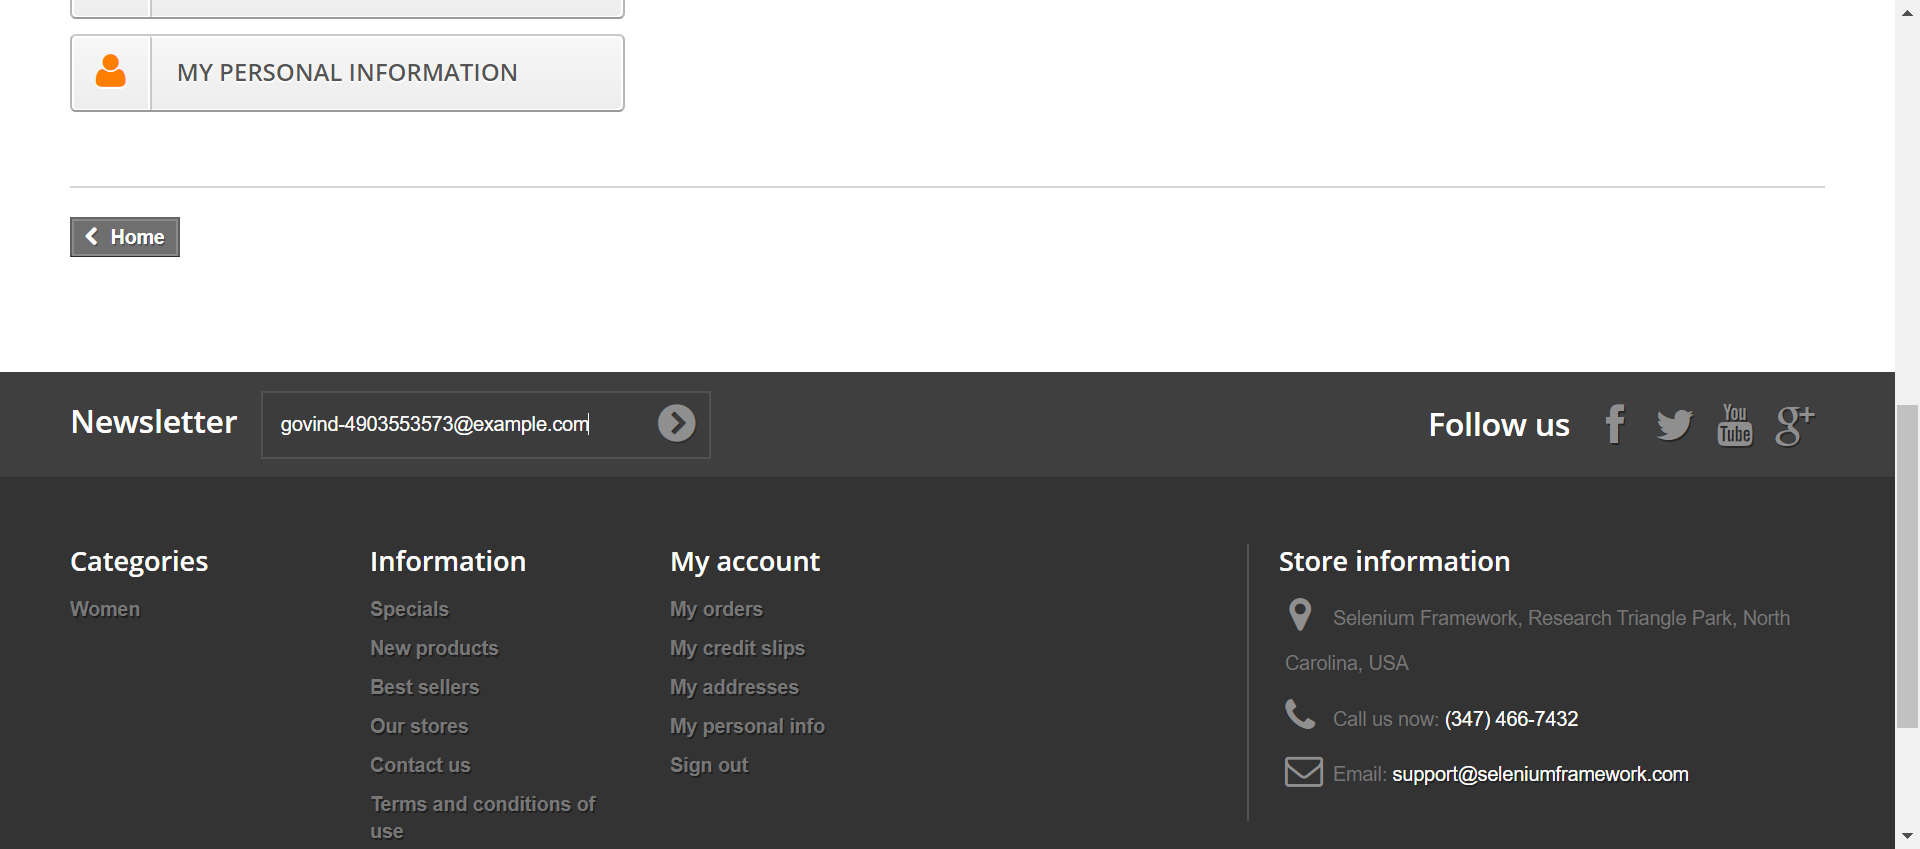 MY PERSONAL INFORMATION
Home
Newsletter
govind-4903553573@example.com
Follow us
You
Tube
g+
Categories
Women
Information
Specials
New products
Best sellers
Our stores
Contact us
Terms and conditions of
use
My account
My orders
My credit slips
My addresses
My personal info
Sign out
Store information
Selenium Framework, Research Triangle Park, North
Carolina, USA
Call us now: (347) 466-7432
Email: support@seleniumframework.com